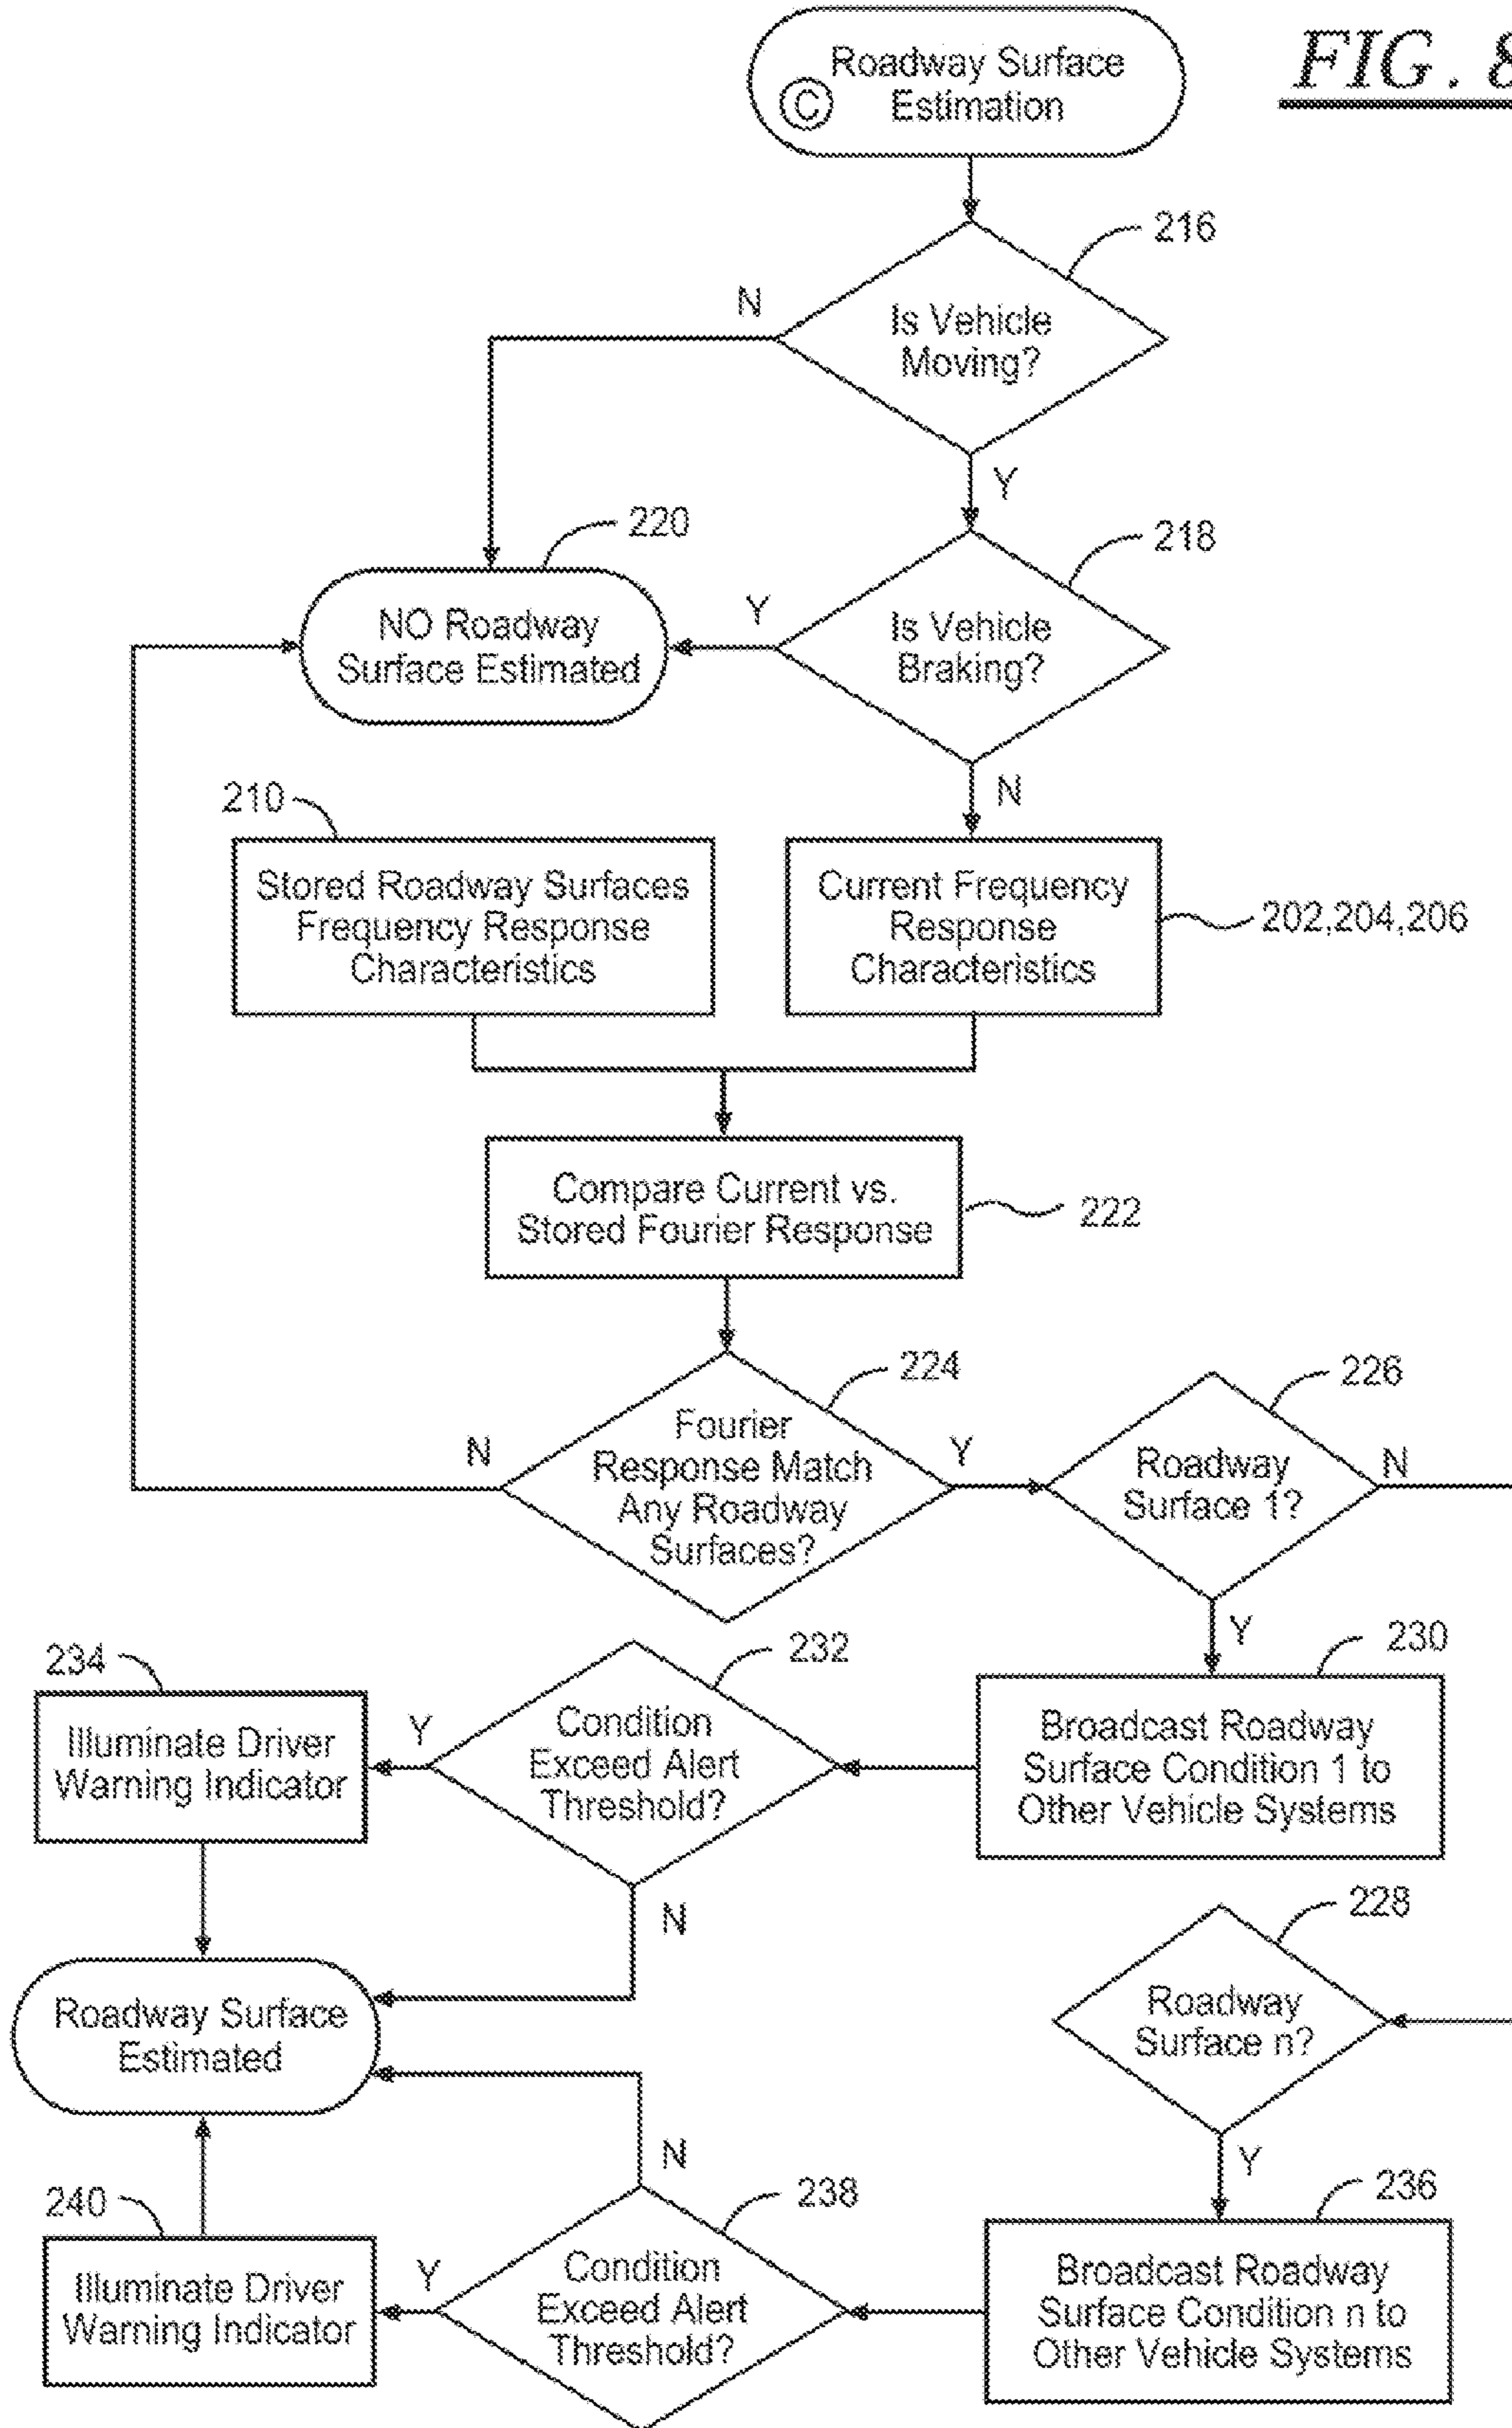 FIG. 8
Roadway Surface
© Estimation
216
N
Is Vehicle
Moving?
Y
220
218
NO Roadway
Surface Estimated
Y
Is Vehicle
Braking?
N
210
Stored Roadway Surfaces
Frequency Response
Characteristics
Current Frequency
Response
Characteristics
202,204,206
Compare Current vs.
Stored Fourier Response
222
224
226
N
Fourier
Response Match
Any Roadway
Surfaces?
Y
Roadway
Surface 1?
N
Y
234
232
230
Illuminate Driver
Warning Indicator
Y
Condition
Exceed Alert
Threshold?
Broadcast Roadway
Surface Condition 1 to
Other Vehicle Systems
N
228
Roadway Surface
Estimated
Roadway
Surface n?
N
Y
240
238
236
Illuminate Driver
Warning Indicator
Y
Condition
Exceed Alert
Threshold?
Broadcast Roadway
Surface Condition n to
Other Vehicle Systems